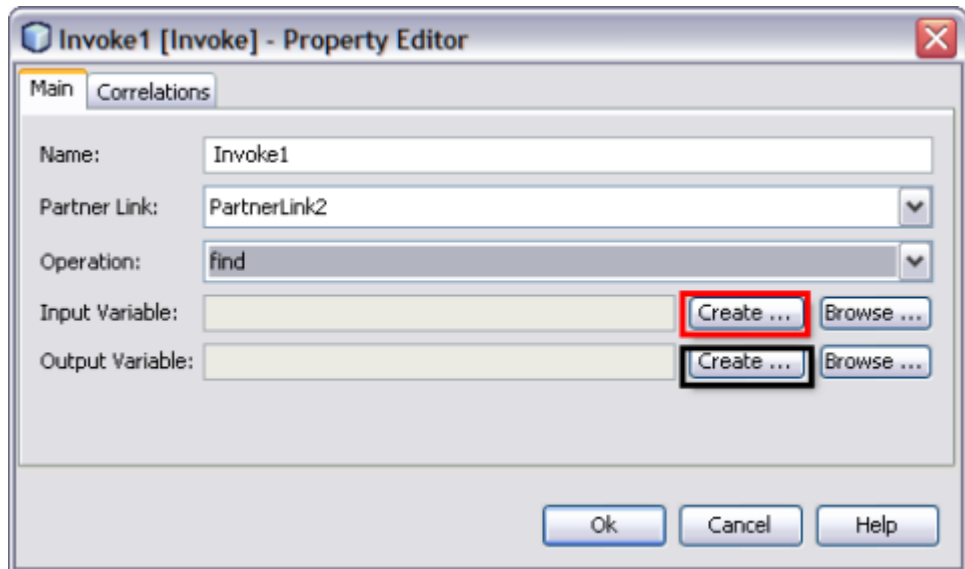 Invoke1 [Invoke] - Property Editor
Main Correlations
Name: Invoke1
Partner Link: PartnerLink2
Operation: find
Input Variable: Create ... Browse ...
Output Variable: Create ... Browse ...
Ok Cancel Help